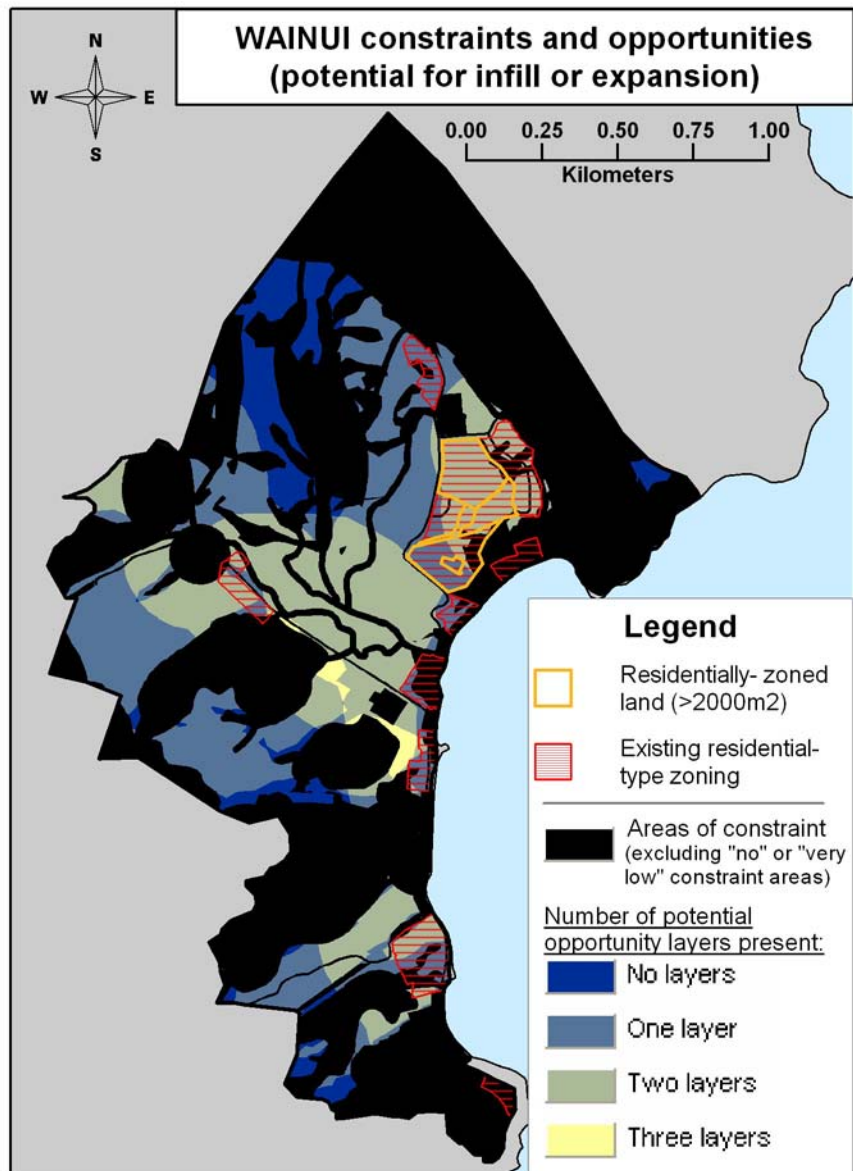 WAINUI constraints and opportunities
(potential for infill or expansion)
N
W E
S
0.00 0.25 0.50 0.75 1.00
Kilometers
Legend
Residentially- zoned
land (>2000m2)
Existing residential-
type zoning
Areas of constraint
(excluding "no" or "very
low" constraint areas)
Number of potential
opportunity layers present:
No layers
One layer
Two layers
Three layers